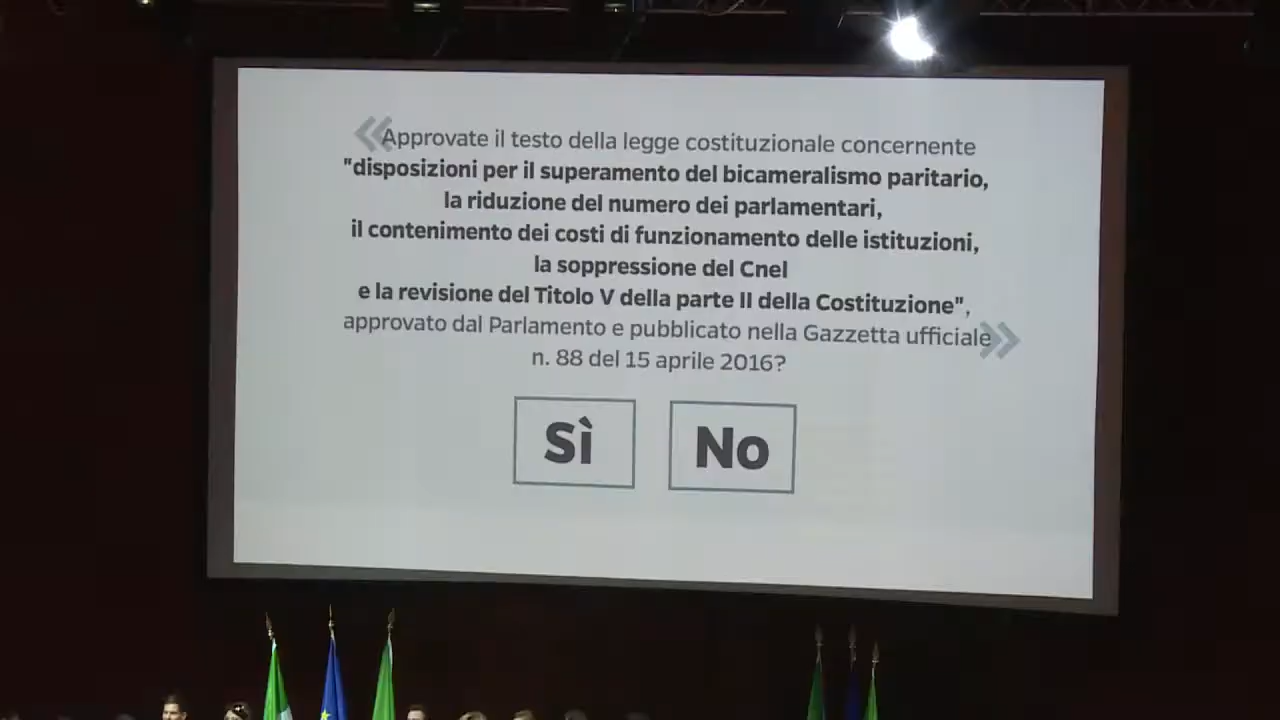 «Approvate il testo della legge costituzionale concernente
"disposizioni per il superamento del bicameralismo paritario,
la riduzione del numero dei parlamentari,
il contenimento dei costi di funzionamento delle istituzioni,
la soppressione del Cnel
e la revisione del Titolo V della parte II della Costituzione",
approvato dal Parlamento e pubblicato nella Gazzetta ufficiale»
n. 88 del 15 aprile 2016?
Sì No